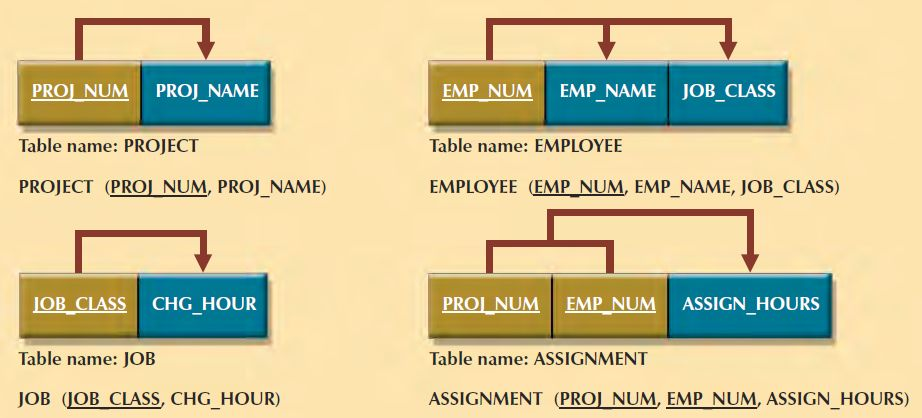 PROJ_NUM PROJ_NAME
Table name: PROJECT
PROJECT (PROJ_NUM, PROJ_NAME)
EMP_NUM EMP_NAME JOB_CLASS
Table name: EMPLOYEE
EMPLOYEE (EMP_NUM, EMP_NAME, JOB_CLASS)
JOB_CLASS CHG_HOUR
Table name: JOB
JOB (JOB_CLASS, CHG_HOUR)
PROJ_NUM EMP_NUM ASSIGN_HOURS
Table name: ASSIGNMENT
ASSIGNMENT (PROJ_NUM, EMP_NUM, ASSIGN_HOURS)